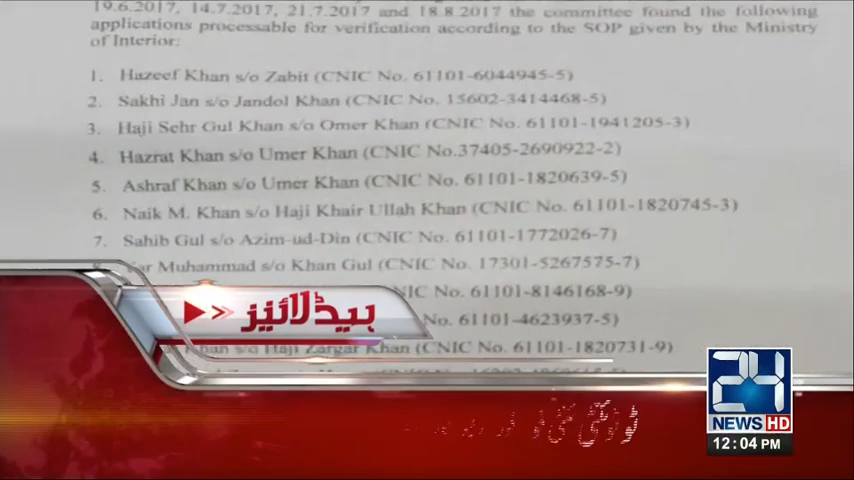 19.6.2017, 14.7.2017, 21.7.2017 and 18.8.2017 the committee found the following
applications processable for verification according to the SOP given by the Ministry
of Interior:
1. Hazeef Khan s/o Zabit (CNIC No. 61101-6044945-5)
2. Sakhi Jan s/o Jandol Khan (CNIC No. 15602-3414468-5)
3. Haji Sehr Gul Khan s/o Omer Khan (CNIC No. 61101-1941205-3)
4. Hazrat Khan s/o Umer Khan (CNIC No.37405-2690922-2)
5. Ashraf Khan s/o Umer Khan (CNIC No. 61101-1820639-5)
6. Naik M. Khan s/o Haji Khair Ullah Khan (CNIC No. 61101-1820745-3)
7. Sahib Gul s/o Azim-ud-Din (CNIC No. 61101-1772026-7)
Muhammad s/o Khan Gul (CNIC No. 17301-5267575-7)
No. 61101-8146168-9)
No. 61101-4623937-5)
Khan s/o Haji Zargar Khan (CNIC No. 61101-1820731-9)
ہیڈلائنز
24
NEWS HD
12:04 PM